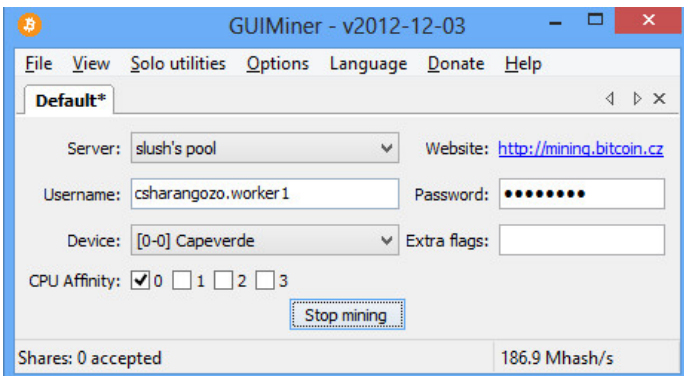 GUIMiner - v2012-12-03
File View Solo utilities Options Language Donate Help
Default*
Server: slush's pool Website: http://mining.bitcoin.cz
Username: csharangozo.worker1 Password: ●●●●●●●●
Device: [0-0] Capeverde Extra flags:
CPU Affinity: 0 1 2 3
Stop mining
Shares: 0 accepted 186.9 Mhash/s